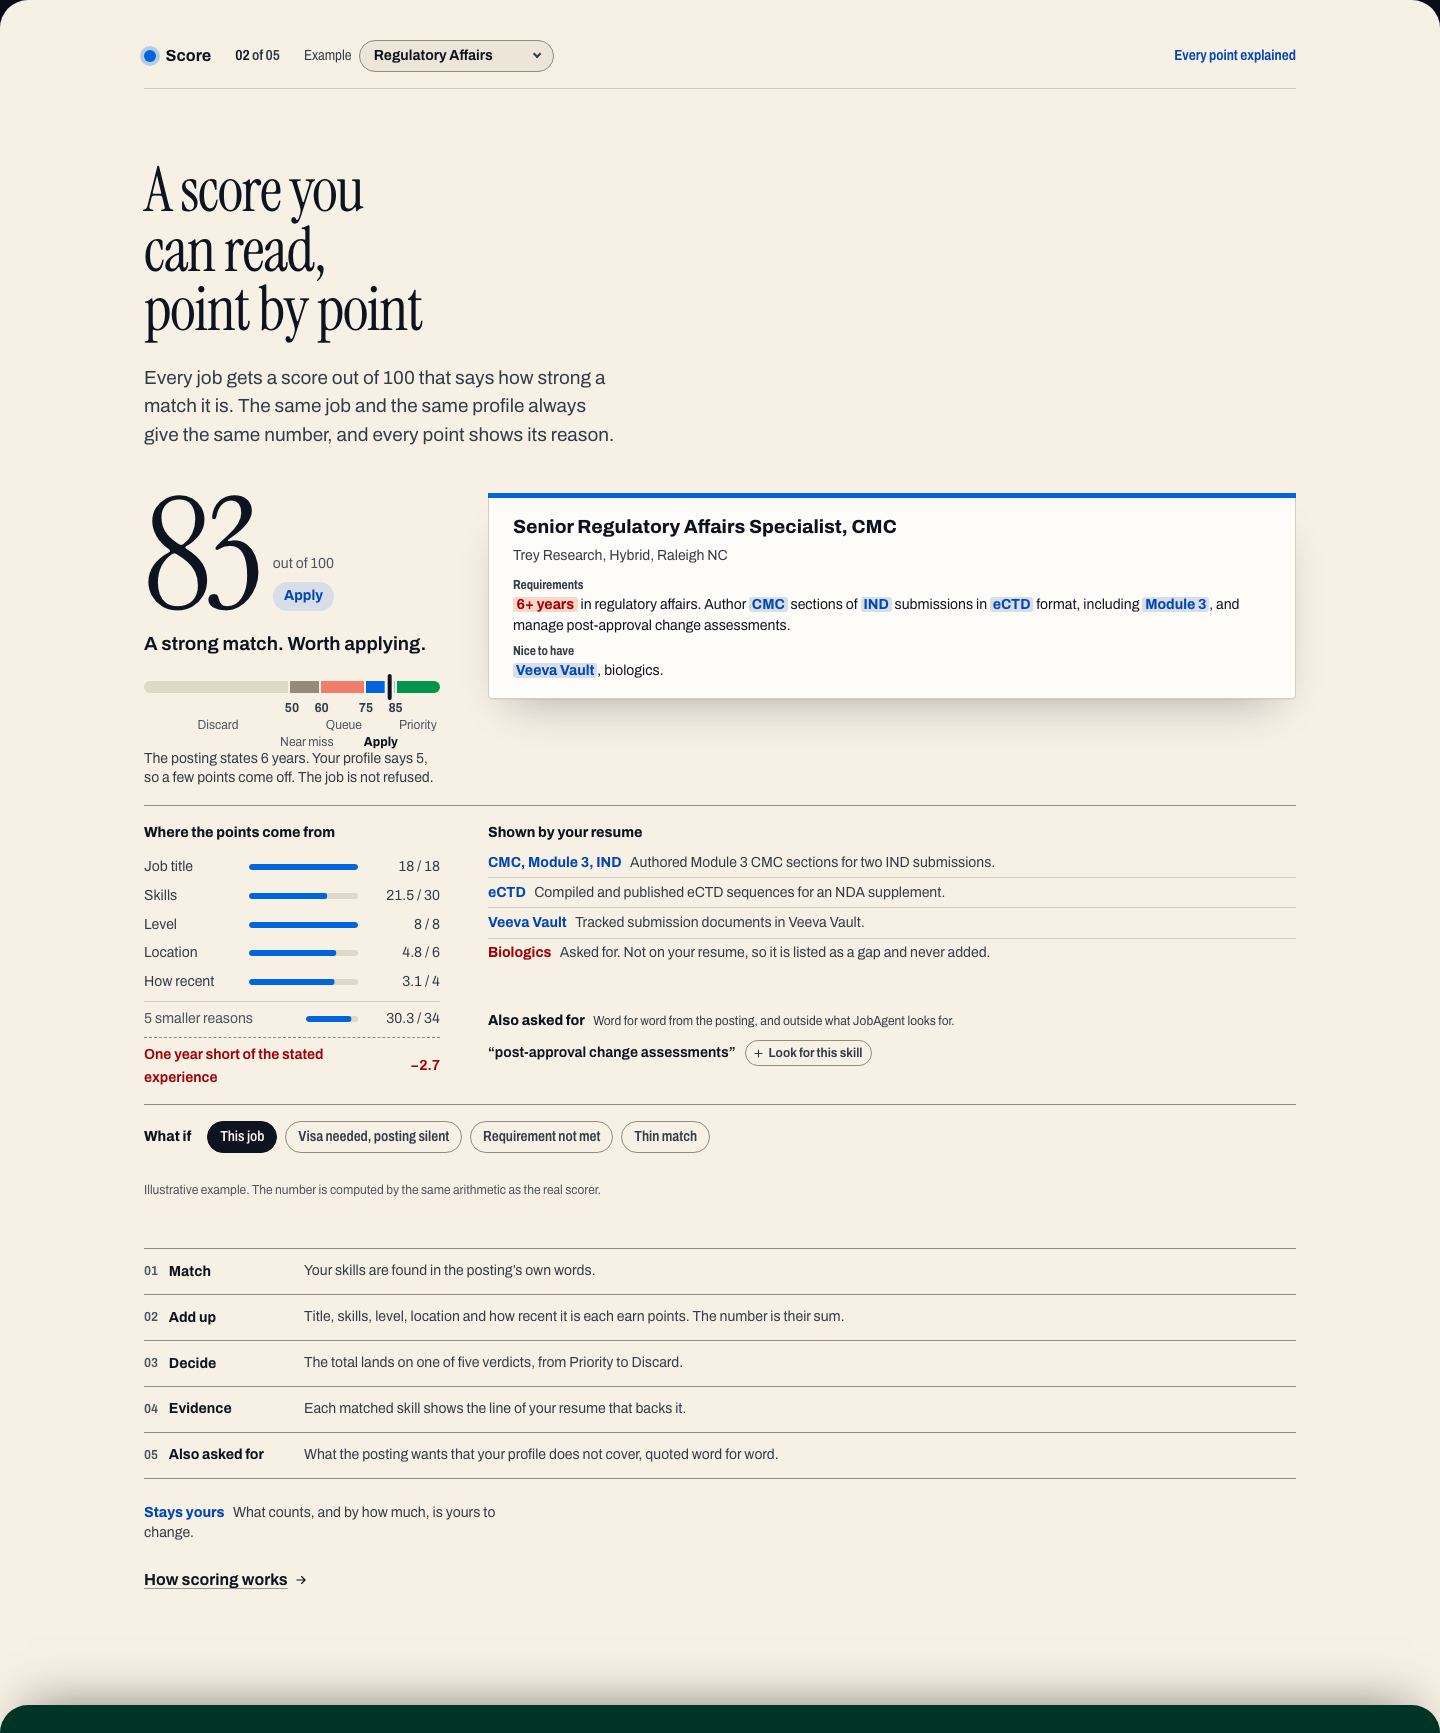 Score 02 of 05 Example Regulatory Affairs Every point explained
A score you
can read,
point by point
Every job gets a score out of 100 that says how strong a
match it is. The same job and the same profile always
give the same number, and every point shows its reason.
83 out of 100
Apply
A strong match. Worth applying.
50 60 75 85
Discard Queue Priority
Near miss Apply
The posting states 6 years. Your profile says 5,
so a few points come off. The job is not refused.
Senior Regulatory Affairs Specialist, CMC
Trey Research, Hybrid, Raleigh NC
Requirements
6+ years in regulatory affairs. Author CMC sections of IND submissions in eCTD format, including Module 3, and
manage post-approval change assessments.
Nice to have
Veeva Vault, biologics.
Where the points come from
Job title 18 / 18
Skills 21.5 / 30
Level 8 / 8
Location 4.8 / 6
How recent 3.1 / 4
5 smaller reasons 30.3 / 34
One year short of the stated
experience −2.7
Shown by your resume
CMC, Module 3, IND Authored Module 3 CMC sections for two IND submissions.
eCTD Compiled and published eCTD sequences for an NDA supplement.
Veeva Vault Tracked submission documents in Veeva Vault.
Biologics Asked for. Not on your resume, so it is listed as a gap and never added.
Also asked for Word for word from the posting, and outside what JobAgent looks for.
“post-approval change assessments” + Look for this skill
What if This job Visa needed, posting silent Requirement not met Thin match
Illustrative example. The number is computed by the same arithmetic as the real scorer.
01 Match Your skills are found in the posting’s own words.
02 Add up Title, skills, level, location and how recent it is each earn points. The number is their sum.
03 Decide The total lands on one of five verdicts, from Priority to Discard.
04 Evidence Each matched skill shows the line of your resume that backs it.
05 Also asked for What the posting wants that your profile does not cover, quoted word for word.
Stays yours What counts, and by how much, is yours to
change.
How scoring works →